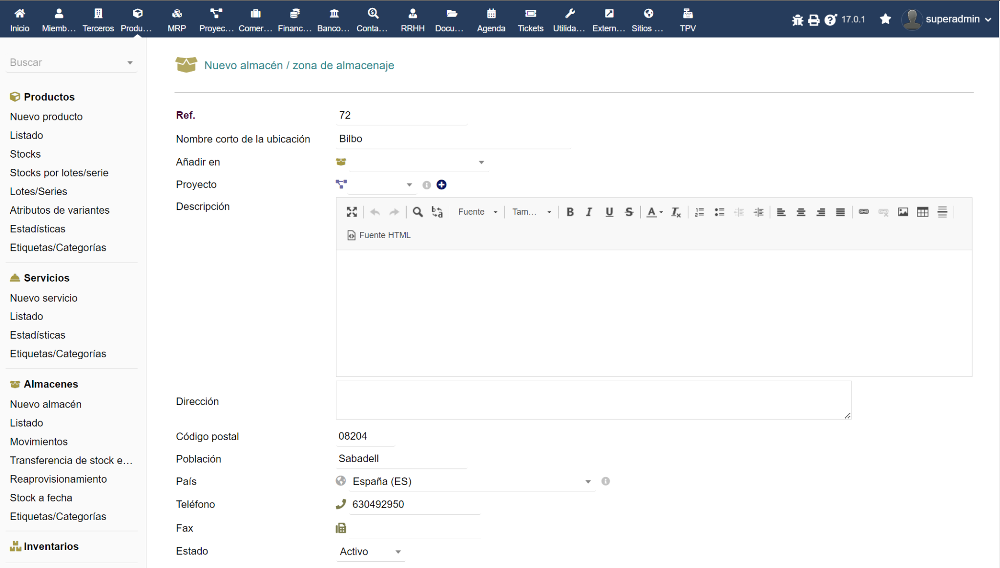 Inicio Miemb... Terceros Produ... MRP Proyec... Comer... Financ... Banco... Conta... RRHH Docu... Agenda Tickets Utilida... Extern... Sitios ... TPV 17.0.1 superadmin
Buscar
Productos
Nuevo producto
Listado
Stocks
Stocks por lotes/serie
Lotes/Series
Atributos de variantes
Estadísticas
Etiquetas/Categorías
Servicios
Nuevo servicio
Listado
Estadísticas
Etiquetas/Categorías
Almacenes
Nuevo almacén
Listado
Movimientos
Transferencia de stock e...
Reaprovisionamiento
Stock a fecha
Etiquetas/Categorías
Inventarios
Nuevo almacén / zona de almacenaje
Ref. 72
Nombre corto de la ubicación Bilbo
Añadir en
Proyecto
Descripción
Fuente Tam...
Fuente HTML
Dirección
Código postal 08204
Población Sabadell
País España (ES)
Teléfono 630492950
Fax
Estado Activo